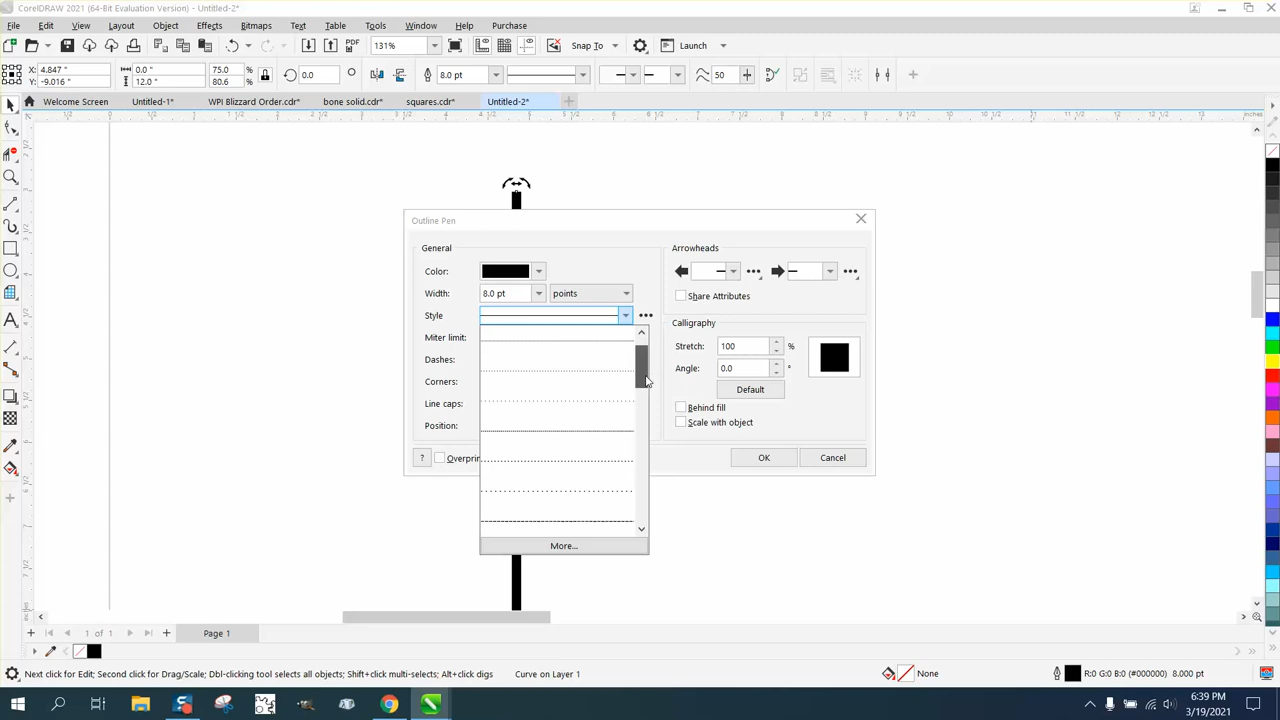 CorelDRAW 2021 (64-Bit Evaluation Version) - Untitled-2*
File Edit View Layout Object Effects Bitmaps Text Table Tools Window Help Purchase
PDF 131% Snap To Launch
X: 4.847 " 0.0 " 75.0 % 0.0 8.0 pt 50
Y: -9.016 " 12.0 " 80.6 %
Welcome Screen Untitled-1* WPI Blizzard Order.cdr* bone solid.cdr* squares.cdr* Untitled-2*
Outline Pen
General
Arrowheads
Color:
Width: 8.0 pt points
Share Attributes
Style
Calligraphy
Miter limit:
Stretch: 100 %
Dashes:
Angle: 0.0 °
Corners:
Default
Line caps:
Behind fill
Position:
Scale with object
? Overprin
OK Cancel
More...
1 of 1 Page 1
Next click for Edit; Second click for Drag/Scale; Dbl-clicking tool selects all objects; Shift+click multi-selects; Alt+click digs Curve on Layer 1 None R:0 G:0 B:0 (#000000) 8.000 pt
6:39 PM
3/19/2021